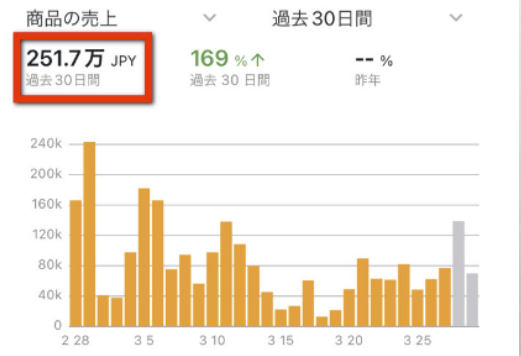 商品の売上 過去30日間
251.7万 JPY 169 %↑ -- %
過去30日間 過去 30 日間 昨年
240k
200k
160k
120k
80k
40k
0
2 28 3 5 3 10 3 15 3 20 3 25